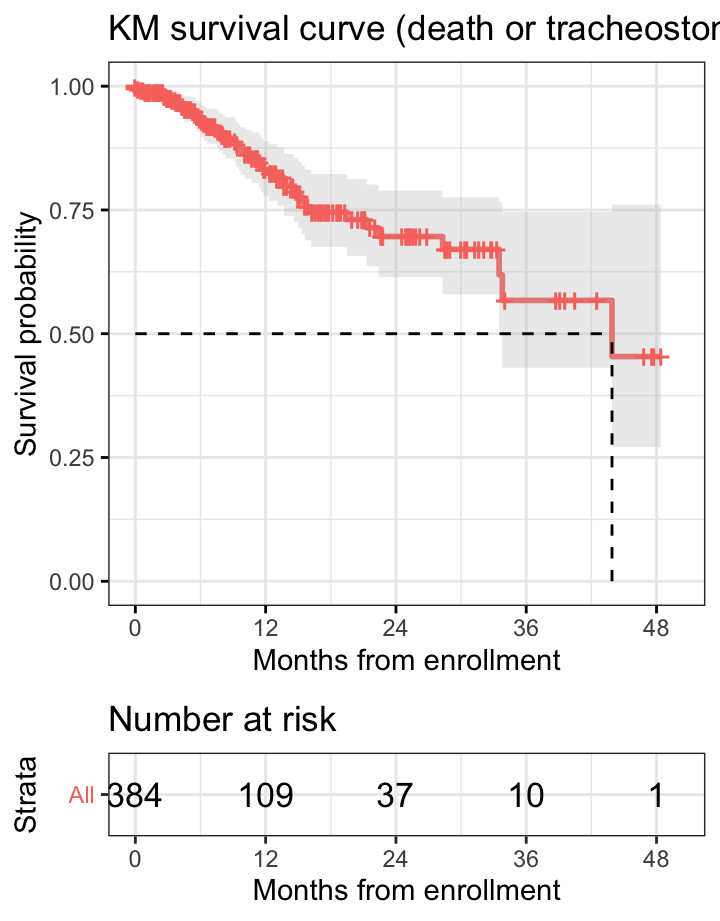 KM survival curve (death or tracheostor
1.00
0.75
0.50
0.25
0.00
Survival probability
0 12 24 36 48
Months from enrollment
Number at risk
Strata
All 384 109 37 10 1
0 12 24 36 48
Months from enrollment